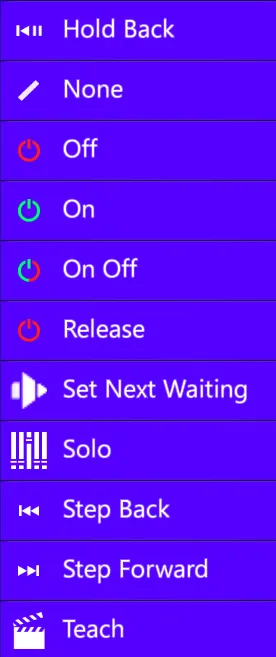 Hold Back
None
Off
On
On Off
Release
Set Next Waiting
Solo
Step Back
Step Forward
Teach